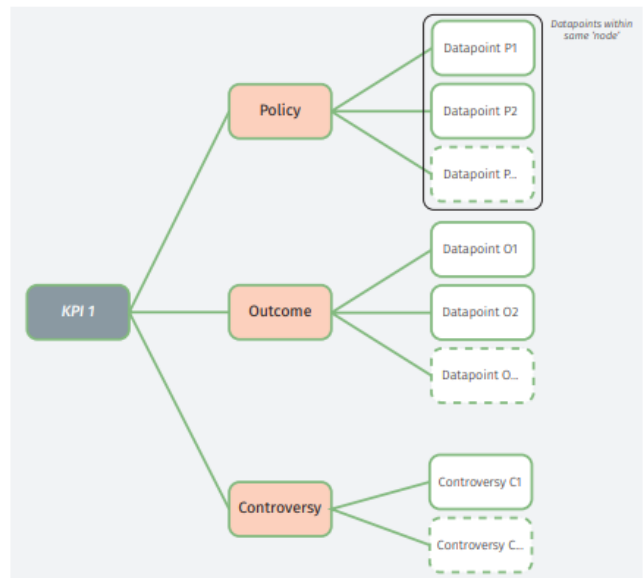 Datapoints within
same 'node'
Datapoint P1
Policy
Datapoint P2
Datapoint P...
Datapoint O1
KPI 1
Outcome
Datapoint O2
Datapoint O...
Controversy C1
Controversy
Controversy C...